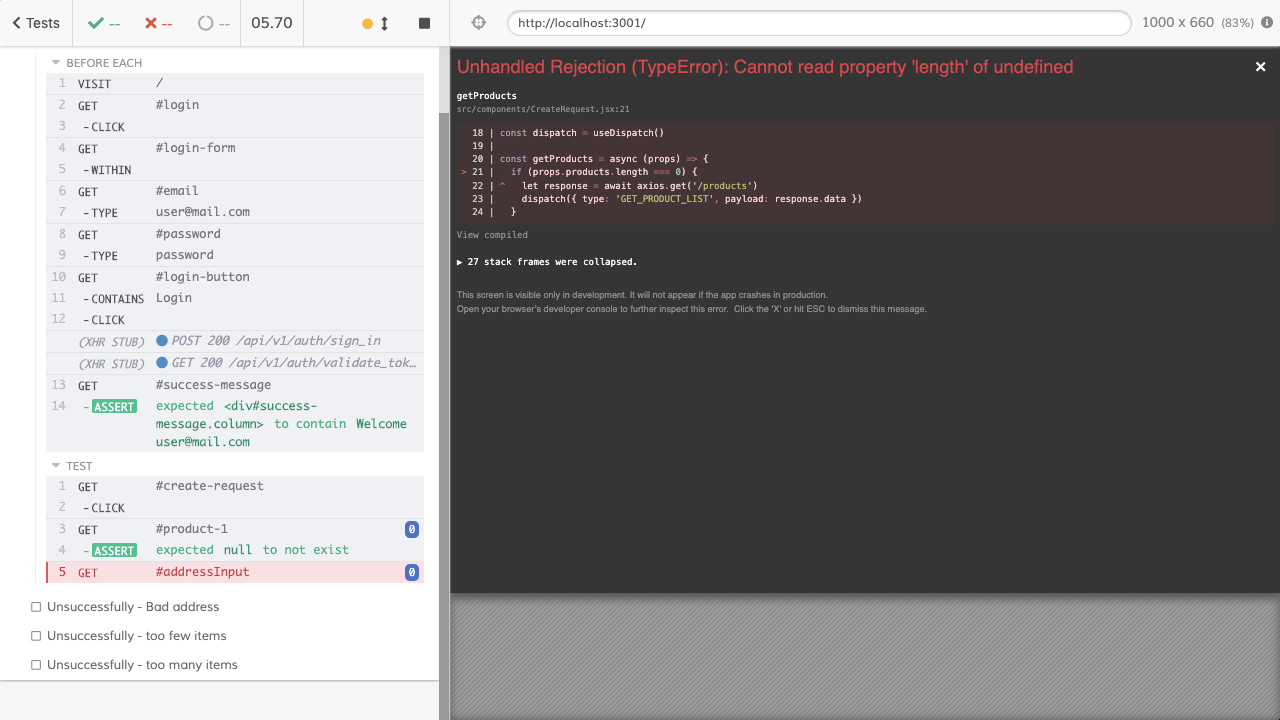 Tests
--
--
--
05.70
http://localhost:3001/
1000 x 660 (83%)
BEFORE EACH
1 VISIT /
2 GET #login
3 - CLICK
4 GET #login-form
5 - WITHIN
6 GET #email
7 - TYPE user@mail.com
8 GET #password
9 - TYPE password
10 GET #login-button
11 - CONTAINS Login
12 - CLICK
(XHR STUB) POST 200 /api/v1/auth/sign_in
(XHR STUB) GET 200 /api/v1/auth/validate_tok…
13 GET #success-message
14 - ASSERT expected <div#success-
message.column> to contain Welcome
user@mail.com
TEST
1 GET #create-request
2 - CLICK
3 GET #product-1 0
4 - ASSERT expected null to not exist
5 GET #addressInput 0
Unsuccessfully - Bad address
Unsuccessfully - too few items
Unsuccessfully - too many items
Unhandled Rejection (TypeError): Cannot read property 'length' of undefined
getProducts
src/components/CreateRequest.jsx:21
18 | const dispatch = useDispatch()
19 |
20 | const getProducts = async (props) => {
> 21 |   if (props.products.length === 0) {
22 | ^   let response = await axios.get('/products')
23 |     dispatch({ type: 'GET_PRODUCT_LIST', payload: response.data })
24 |   }
View compiled
▶ 27 stack frames were collapsed.
This screen is visible only in development. It will not appear if the app crashes in production.
Open your browser's developer console to further inspect this error.  Click the 'X' or hit ESC to dismiss this message.